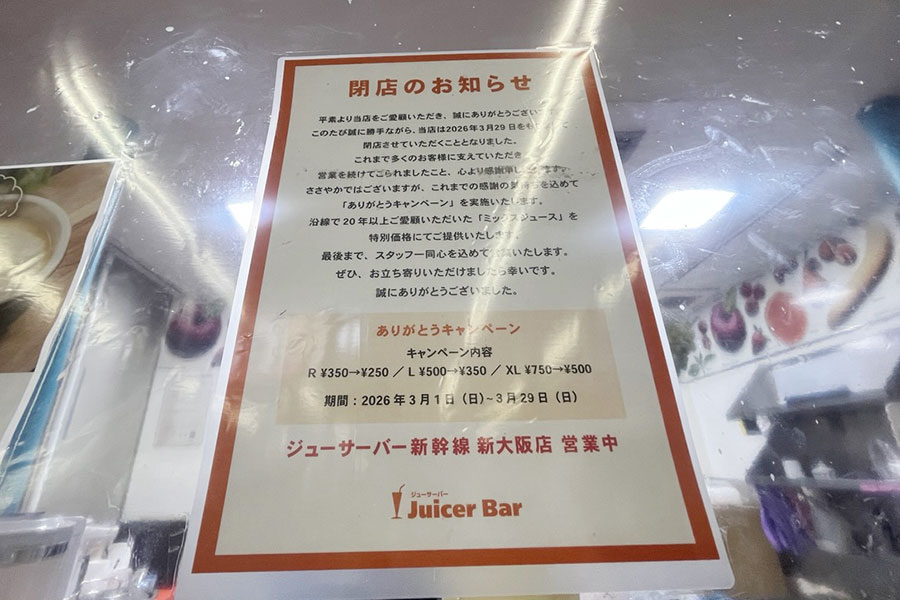 閉店のお知らせ
平素より当店をご愛顧いただき、誠にありがとうござい
このたび誠に勝手ながら、当店は2026年3月29日をも
閉店させていただくこととなりました。
これまで多くのお客様に支えていただき
営業を続けてこられましたこと、心より感謝申し
ささやかではございますが、これまでの感謝の を込めて
「ありがとうキャンペーン」を実施いたします。
沿線で20年以上ご愛顧いただいた「ミックスジュース」を
特別価格にてご提供いたします。
最後まで、スタッフ一同心を込めて いたします。
ぜひ、お立ち寄りいただけましたら幸いです。
誠にありがとうございました。
ありがとうキャンペーン
キャンペーン内容
R ¥350→¥250 / L ¥500→¥350 / XL ¥750→¥500
期間:2026年3月1日(日)~3月29日(日)
ジューサーバー新幹線 新大阪店 営業中
ジューサーバー
Juicer Bar